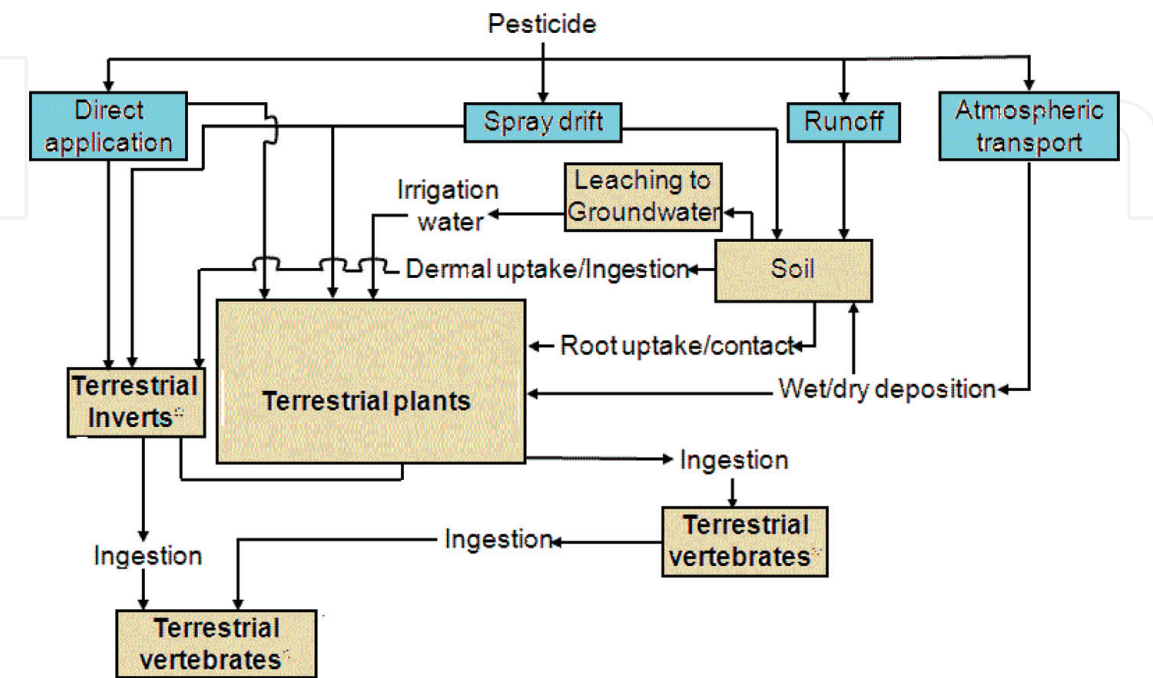 Pesticide
Direct
application
Spray drift
Runoff
Atmospheric
transport
Leaching to
Groundwater
Irrigation
water
Dermal uptake/Ingestion
Soil
Root uptake/contact
Wet/dry deposition
Terrestrial
Inverts
Terrestrial plants
Ingestion
Terrestrial
vertebrates
Ingestion
Ingestion
Terrestrial
vertebrates